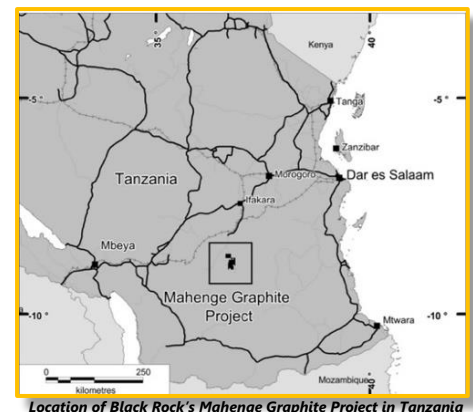 35
40
Kenya
-5
-5
Tanga
Zanzibar
Tanzania
Morogoro
Dar es Salaam
Ifakara
Mbeya
Mahenge Graphite
Project
-10
-10
Mtwara
0
250
kilometres
Mozambique
40
Location of Black Rock's Mahenge Graphite Project in Tanzania